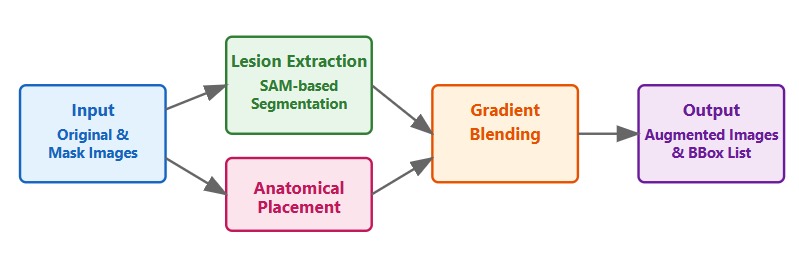 Input
Original &
Mask Images
Lesion Extraction
SAM-based
Segmentation
Anatomical
Placement
Gradient
Blending
Output
Augmented Images
& BBox List